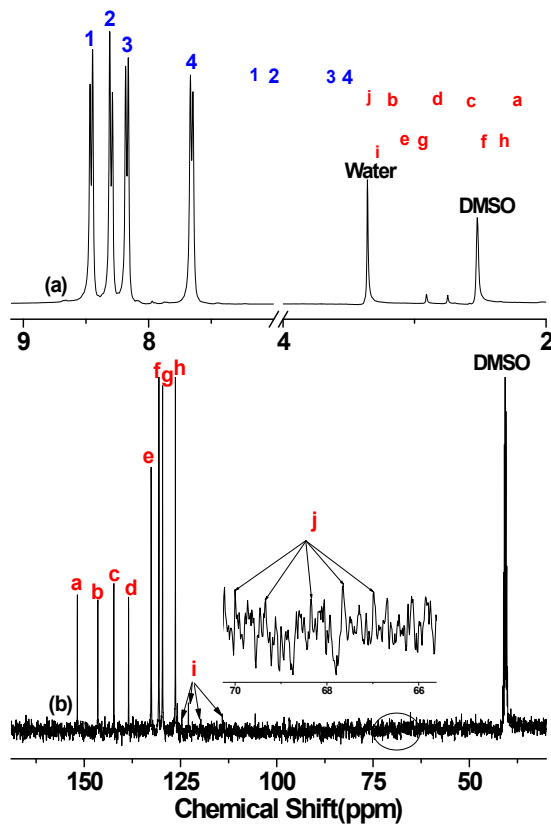 1 2 3 4
1 2 3 4
j b d c a
e g f h
i
Water
DMSO
(a)
9 8 4 2
f g h DMSO
e
j
a b c d
70 68 66
i
(b)
150 125 100 75 50
Chemical Shift(ppm)